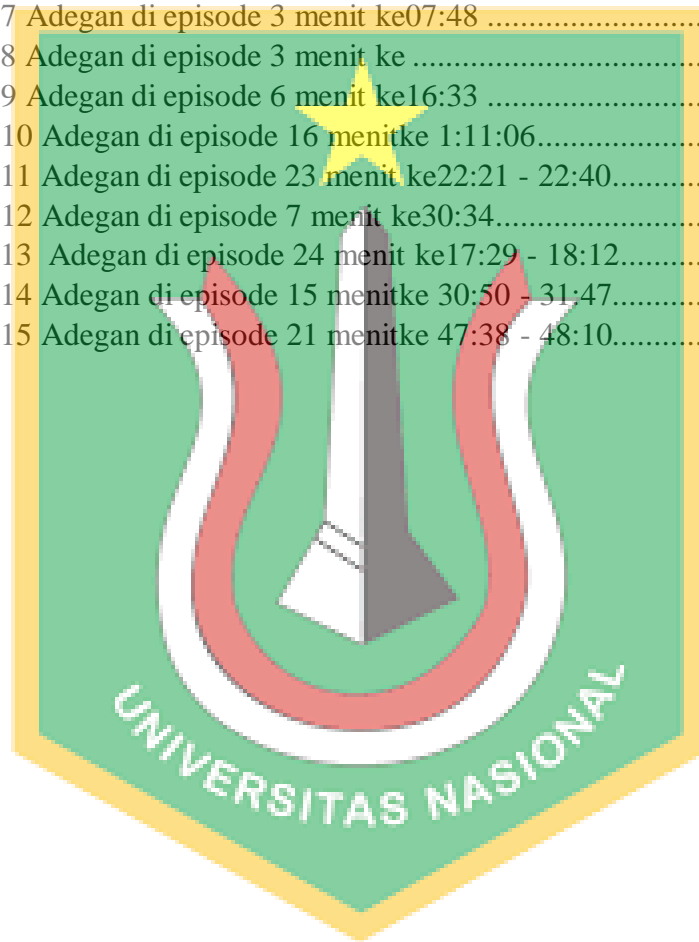 7 Adegan di episode 3 menit ke07:48 ..............................
8 Adegan di episode 3 menit ke .........................................
9 Adegan di episode 6 menit ke16:33 ..............................
10 Adegan di episode 16 menitke 1:11:06.......................
11 Adegan di episode 23 menit ke22:21 - 22:40............
12 Adegan di episode 7 menit ke30:34............................
13  Adegan di episode 24 menit ke17:29 - 18:12...........
14 Adegan di episode 15 menitke 30:50 - 31:47............
15 Adegan di episode 21 menitke 47:38 - 48:10............
UNIVERSITAS NASIONAL